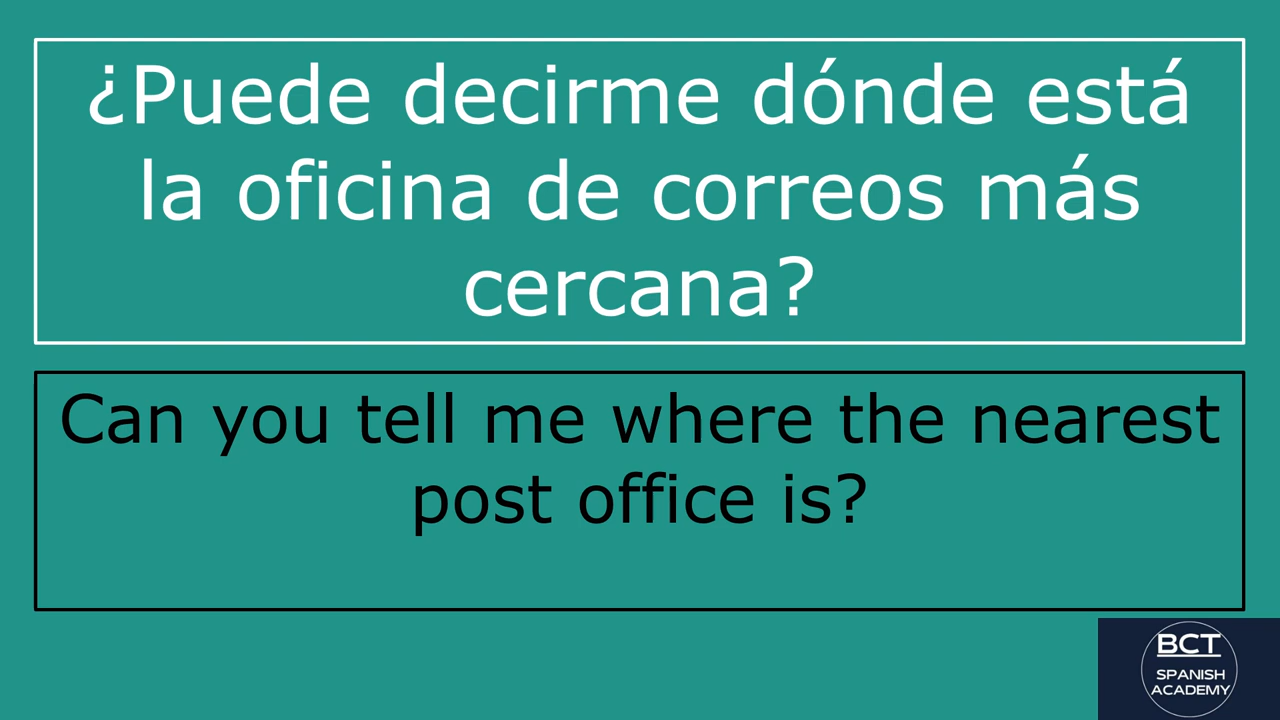 ¿Puede decirme dónde está
la oficina de correos más
cercana?
Can you tell me where the nearest
post office is?
BCT
SPANISH
ACADEMY